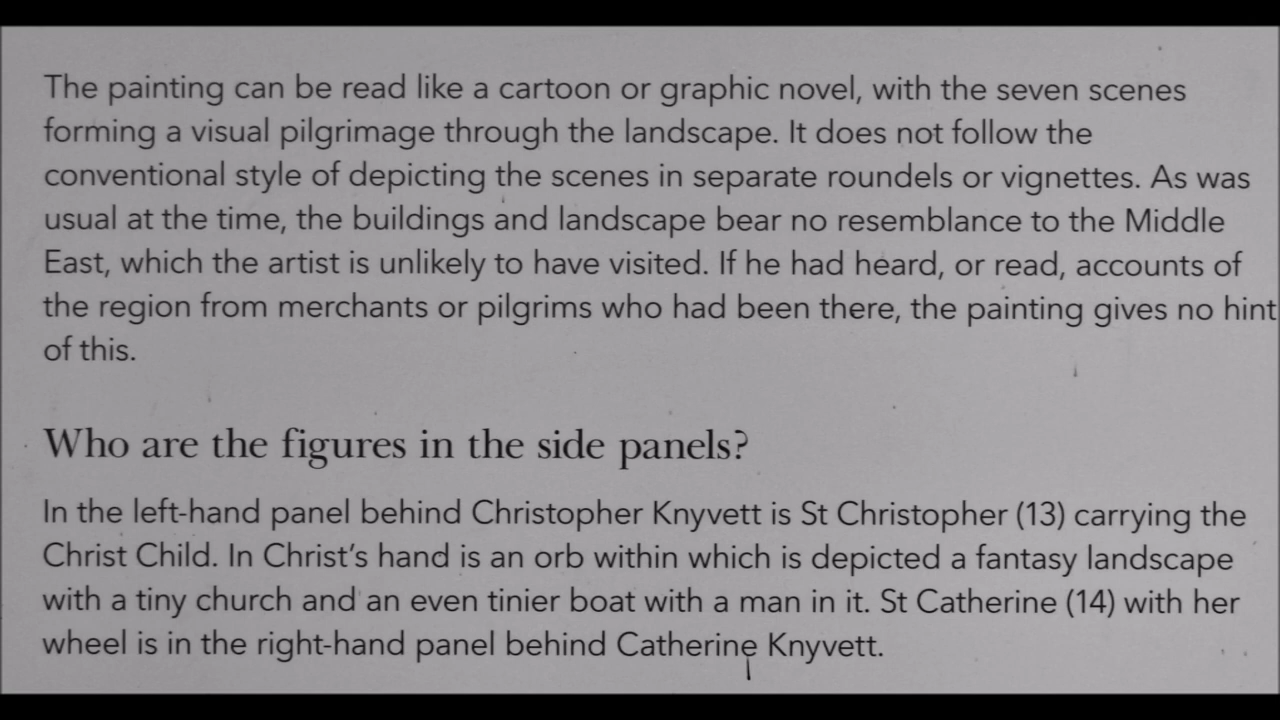 The painting can be read like a cartoon or graphic novel, with the seven scenes
forming a visual pilgrimage through the landscape. It does not follow the
conventional style of depicting the scenes in separate roundels or vignettes. As was
usual at the time, the buildings and landscape bear no resemblance to the Middle
East, which the artist is unlikely to have visited. If he had heard, or read, accounts of
the region from merchants or pilgrims who had been there, the painting gives no hint
of this.
Who are the figures in the side panels?
In the left-hand panel behind Christopher Knyvett is St Christopher (13) carrying the
Christ Child. In Christ's hand is an orb within which is depicted a fantasy landscape
with a tiny church and an even tinier boat with a man in it. St Catherine (14) with her
wheel is in the right-hand panel behind Catherine Knyvett.